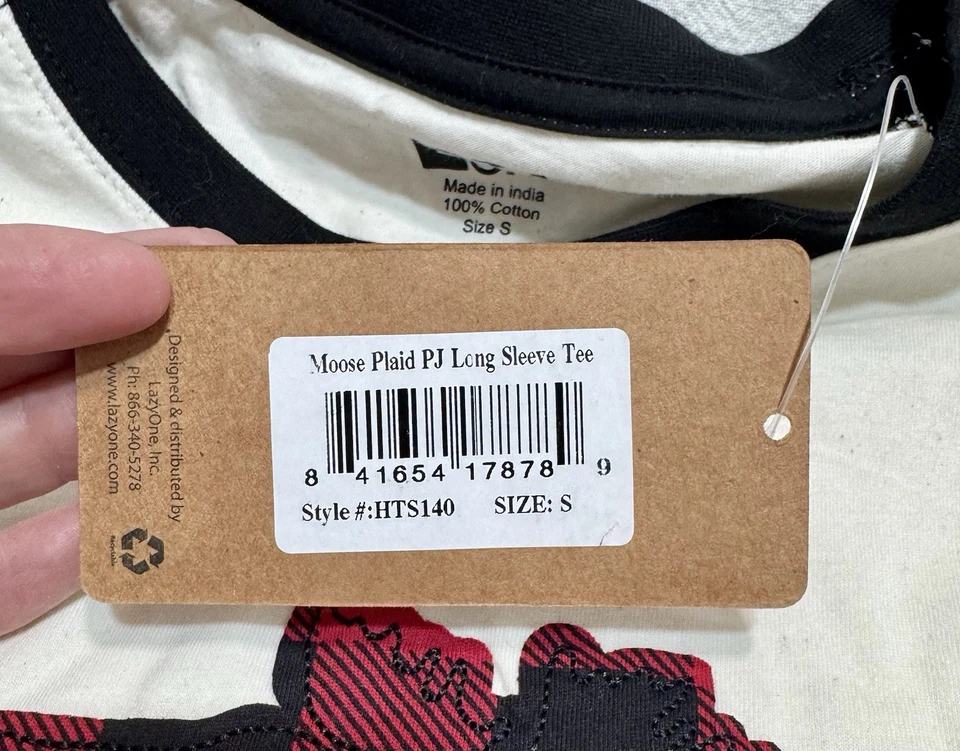 Made in india
100% Cotton
Size S
Moose Plaid PJ Long Sleeve Tee
8 41654 17878 9
Style #:HTS140 SIZE: S
Designed & distributed by
LazyOne, Inc.
Ph: 866-340-5278
www.lazyone.com
Recyclable